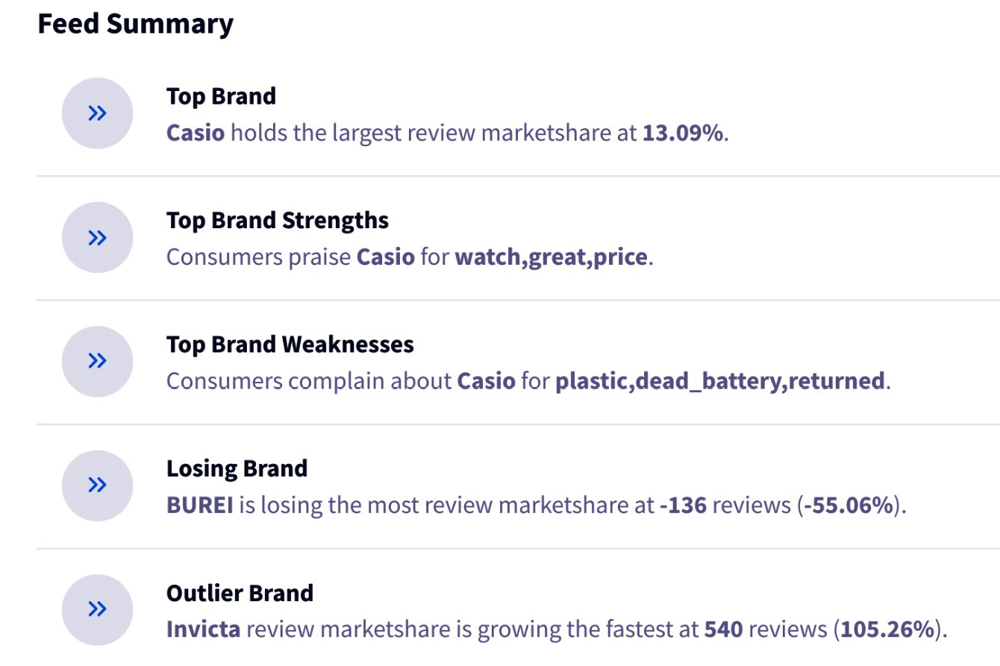 Feed Summary
Top Brand
Casio holds the largest review marketshare at 13.09%.
Top Brand Strengths
Consumers praise Casio for watch,great,price.
Top Brand Weaknesses
Consumers complain about Casio for plastic,dead_battery,returned.
Losing Brand
BUREI is losing the most review marketshare at -136 reviews (-55.06%).
Outlier Brand
Invicta review marketshare is growing the fastest at 540 reviews (105.26%).